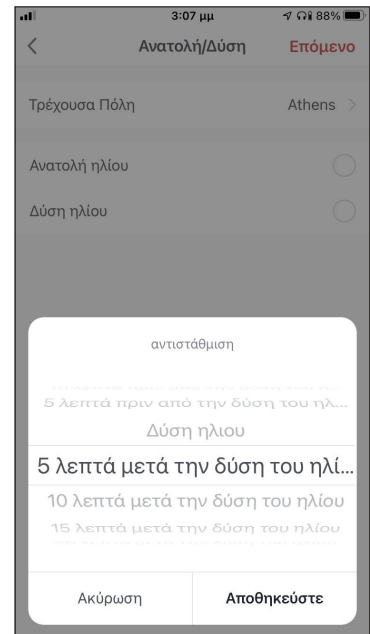 3:07 μμ 88%
Ανατολή/Δύση Επόμενο
Τρέχουσα Πόλη Athens
Ανατολή ηλίου
Δύση ηλίου
αντιστάθμιση
5 λεπτά πριν από την δύση του ηλ...
Δύση ηλιου
5 λεπτά μετά την δύση του ηλί...
10 λεπτά μετά την δύση του ηλίου
15 λεπτά μετά την δύση του ηλίου
Ακύρωση Αποθηκεύστε